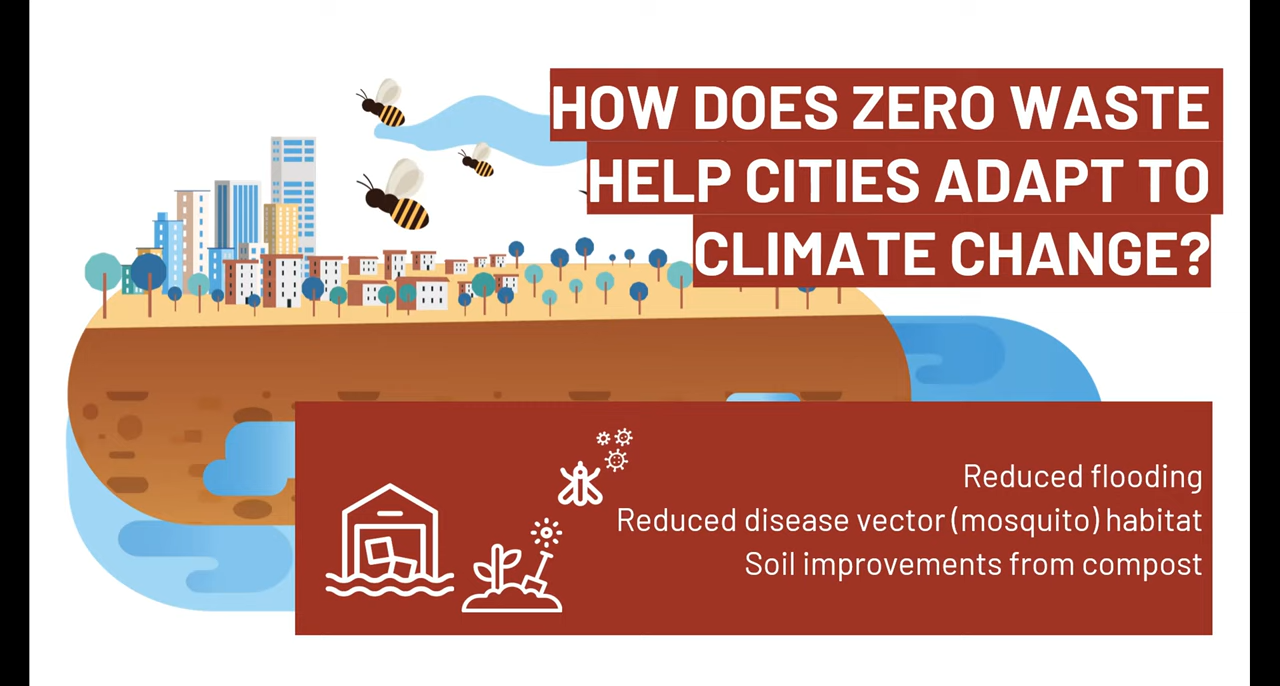 HOW DOES ZERO WASTE
HELP CITIES ADAPT TO
CLIMATE CHANGE?
Reduced flooding
Reduced disease vector (mosquito) habitat
Soil improvements from compost